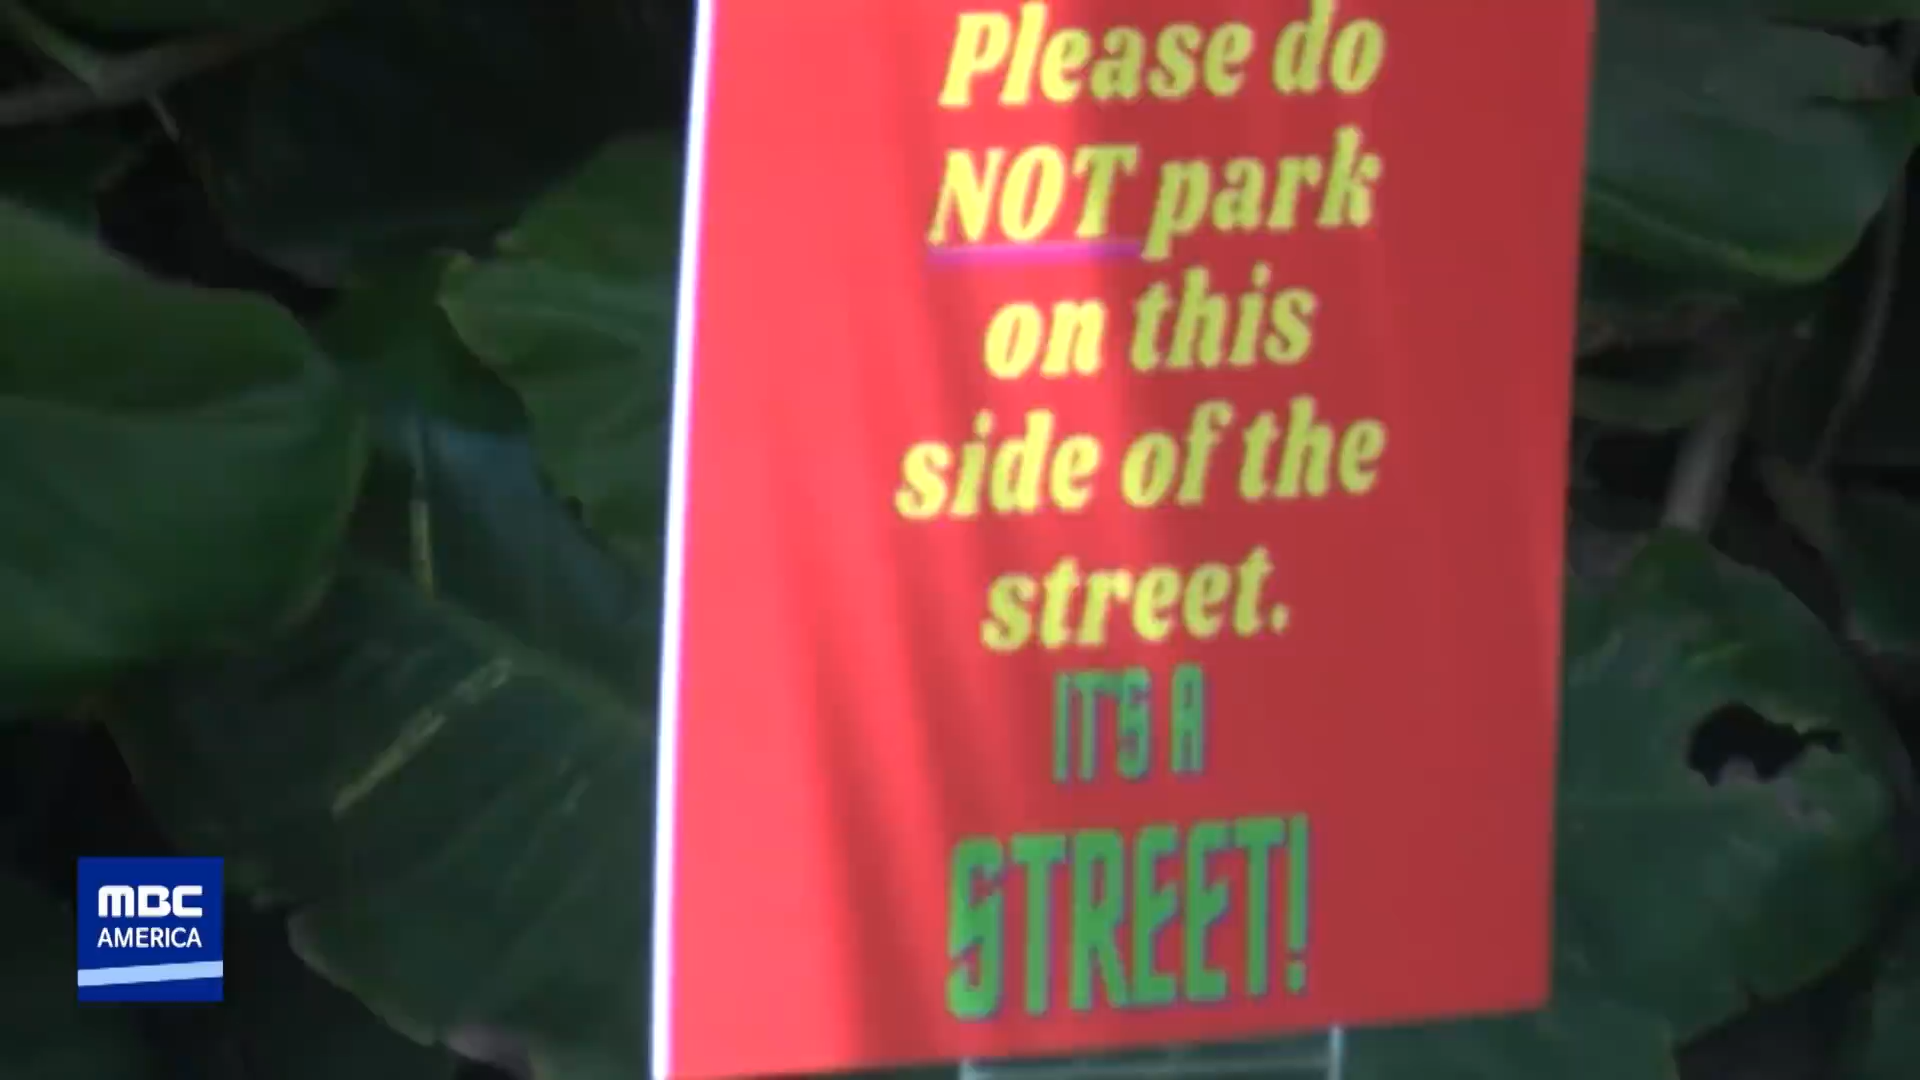 Please do
NOT park
on this
side of the
street.
IT'S A
STREET!
MBC
AMERICA